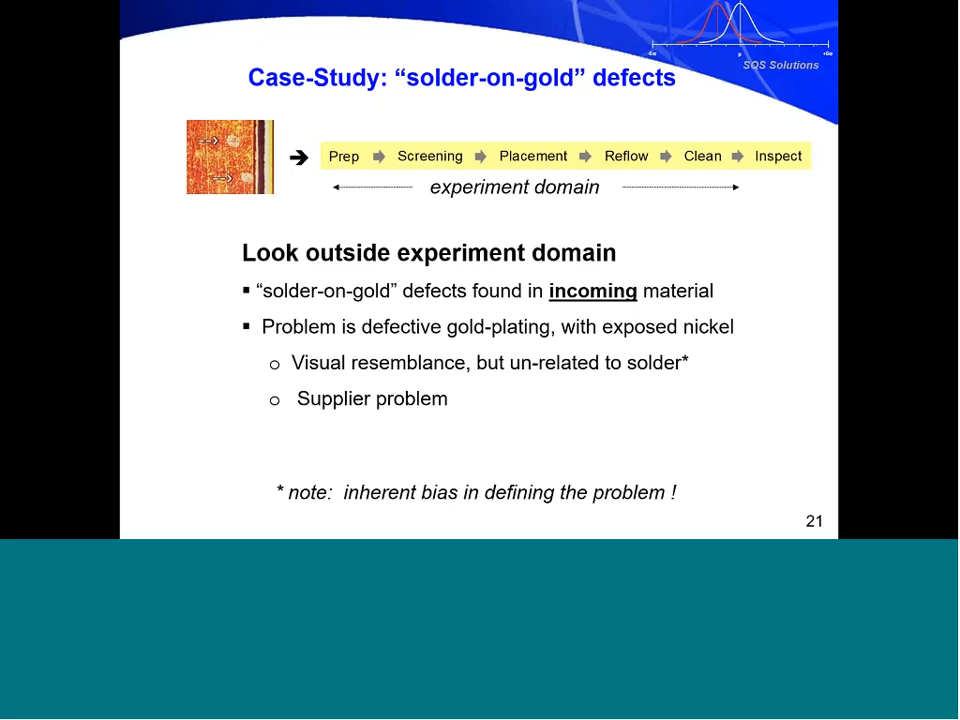 SQS Solutions
Case-Study: “solder-on-gold” defects
Prep Screening Placement Reflow Clean Inspect
experiment domain
Look outside experiment domain
▪ “solder-on-gold” defects found in incoming material
▪ Problem is defective gold-plating, with exposed nickel
o Visual resemblance, but un-related to solder*
o Supplier problem
* note: inherent bias in defining the problem !
21